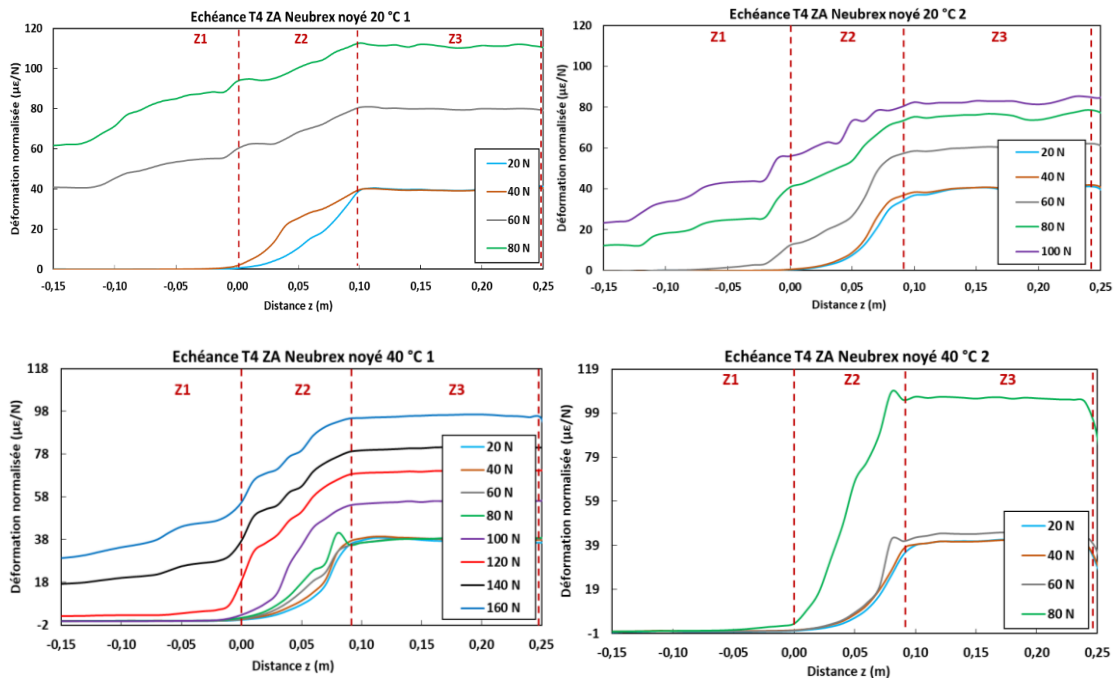 Echéance T4 ZA Neubrex noyé 20 °C 1
Déformation normalisée (µε/N)
120
100
80
60
40
20
0
Z1
Z2
Z3
20 N
40 N
60 N
80 N
-0,15
-0,10
-0,05
0,00
0,05
0,10
0,15
0,20
0,25
Distance z (m)
Echéance T4 ZA Neubrex noyé 20 °C 2
Déformation normalisée (µε/N)
120
100
80
60
40
20
0
Z1
Z2
Z3
20 N
40 N
60 N
80 N
100 N
-0,15
-0,10
-0,05
0,00
0,05
0,10
0,15
0,20
0,25
Distance z (m)
Echéance T4 ZA Neubrex noyé 40 °C 1
Déformation normalisée (µε/N)
118
98
78
58
38
18
-2
Z1
Z2
Z3
20 N
40 N
60 N
80 N
100 N
120 N
140 N
160 N
-0,15
-0,10
-0,05
0,00
0,05
0,10
0,15
0,20
0,25
Distance z (m)
Echéance T4 ZA Neubrex noyé 40 °C 2
Déformation normalisée (µε/N)
119
99
79
59
39
19
-1
Z1
Z2
Z3
20 N
40 N
60 N
80 N
-0,15
-0,10
-0,05
0,00
0,05
0,10
0,15
0,20
0,25
Distance z (m)